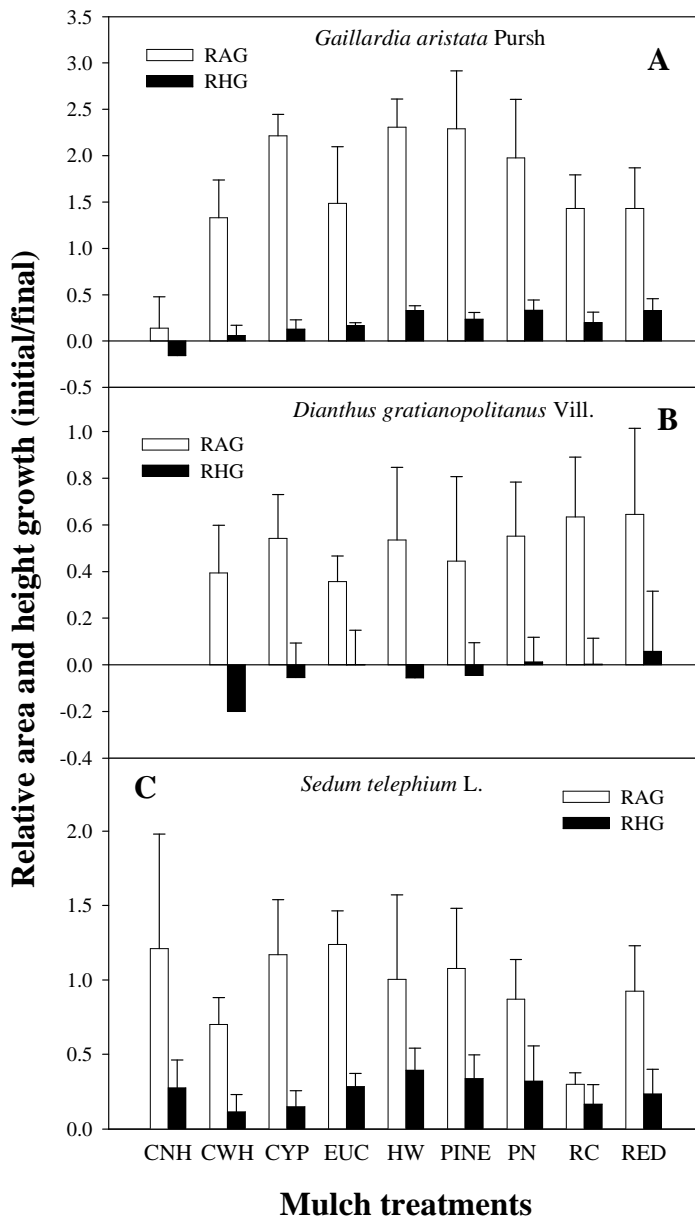 Relative area and height growth (initial/final)
Gaillardia aristata Pursh
A
RAG
RHG
3.5
3.0
2.5
2.0
1.5
1.0
0.5
0.0
-0.5
Dianthus gratianopolitanus Vill.
B
RAG
RHG
1.0
0.8
0.6
0.4
0.2
0.0
-0.2
-0.4
C
Sedum telephium L.
RAG
RHG
2.0
1.5
1.0
0.5
0.0
CNH CWH CYP EUC HW PINE PN RC RED
Mulch treatments